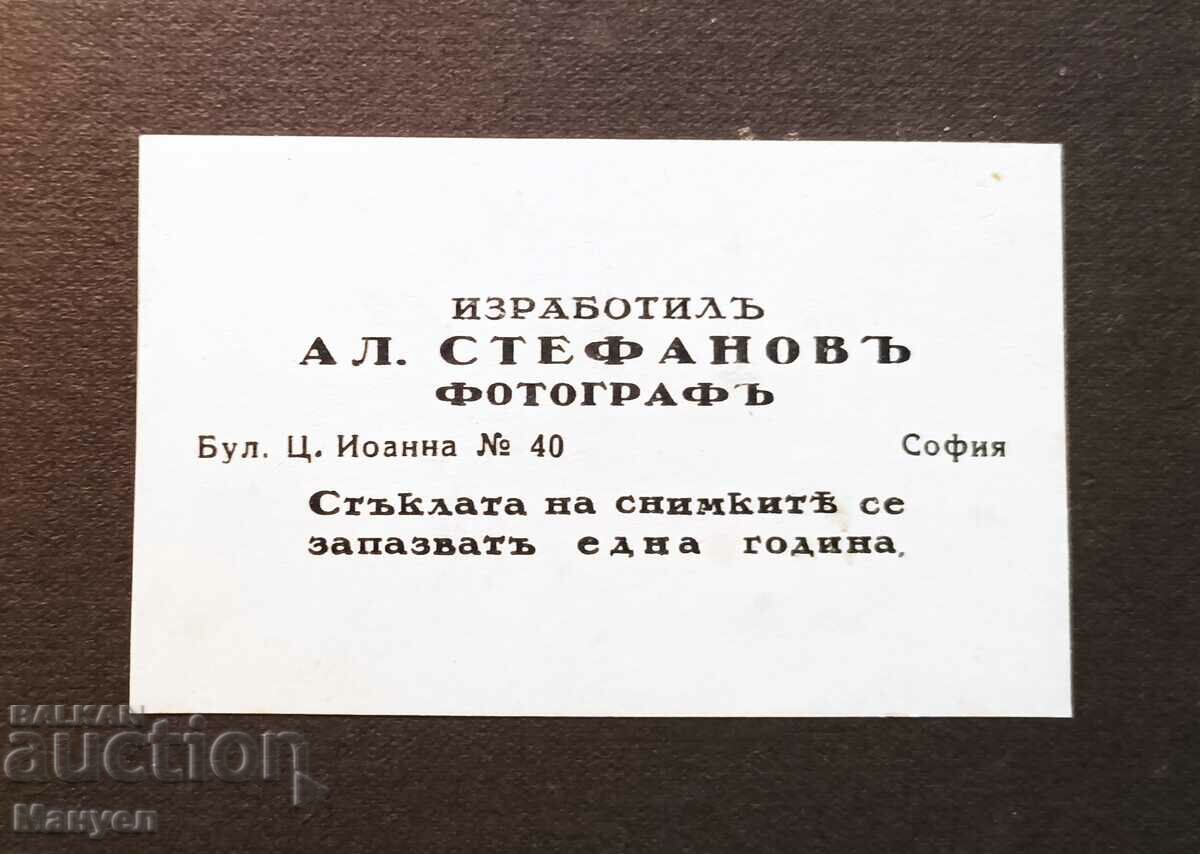 ИЗРАБОТИЛЪ
АЛ. СТЕФАНОВЪ
ФОТОГРАФЪ
Бул. Ц. Иоанна № 40 София
Стъклата на снимкитѣ се
запазватъ една година.
BALKAN
auction
Мануел